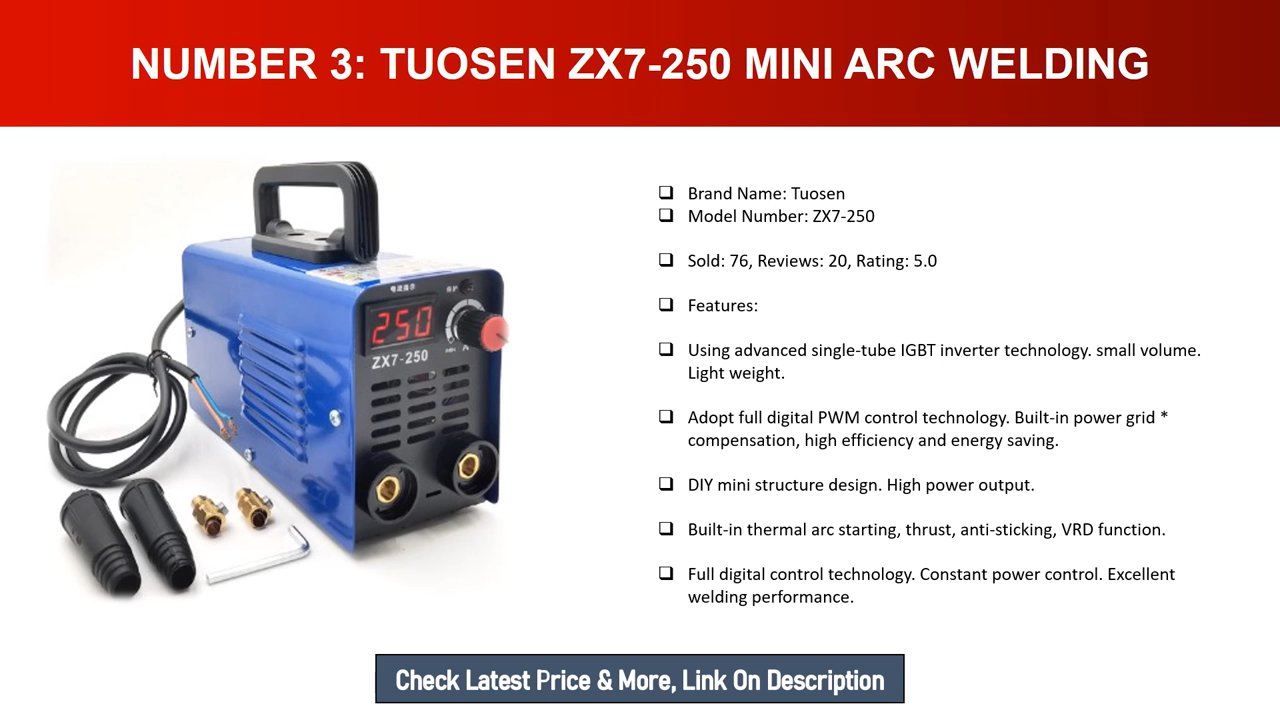 NUMBER 3: TUOSEN ZX7-250 MINI ARC WELDING
250
ZX7-250
Brand Name: Tuosen
Model Number: ZX7-250
Sold: 76, Reviews: 20, Rating: 5.0
Features:
Using advanced single-tube IGBT inverter technology. small volume.
Light weight.
Adopt full digital PWM control technology. Built-in power grid *
compensation, high efficiency and energy saving.
DIY mini structure design. High power output.
Built-in thermal arc starting, thrust, anti-sticking, VRD function.
Full digital control technology. Constant power control. Excellent
welding performance.
Check Latest Price & More, Link On Description